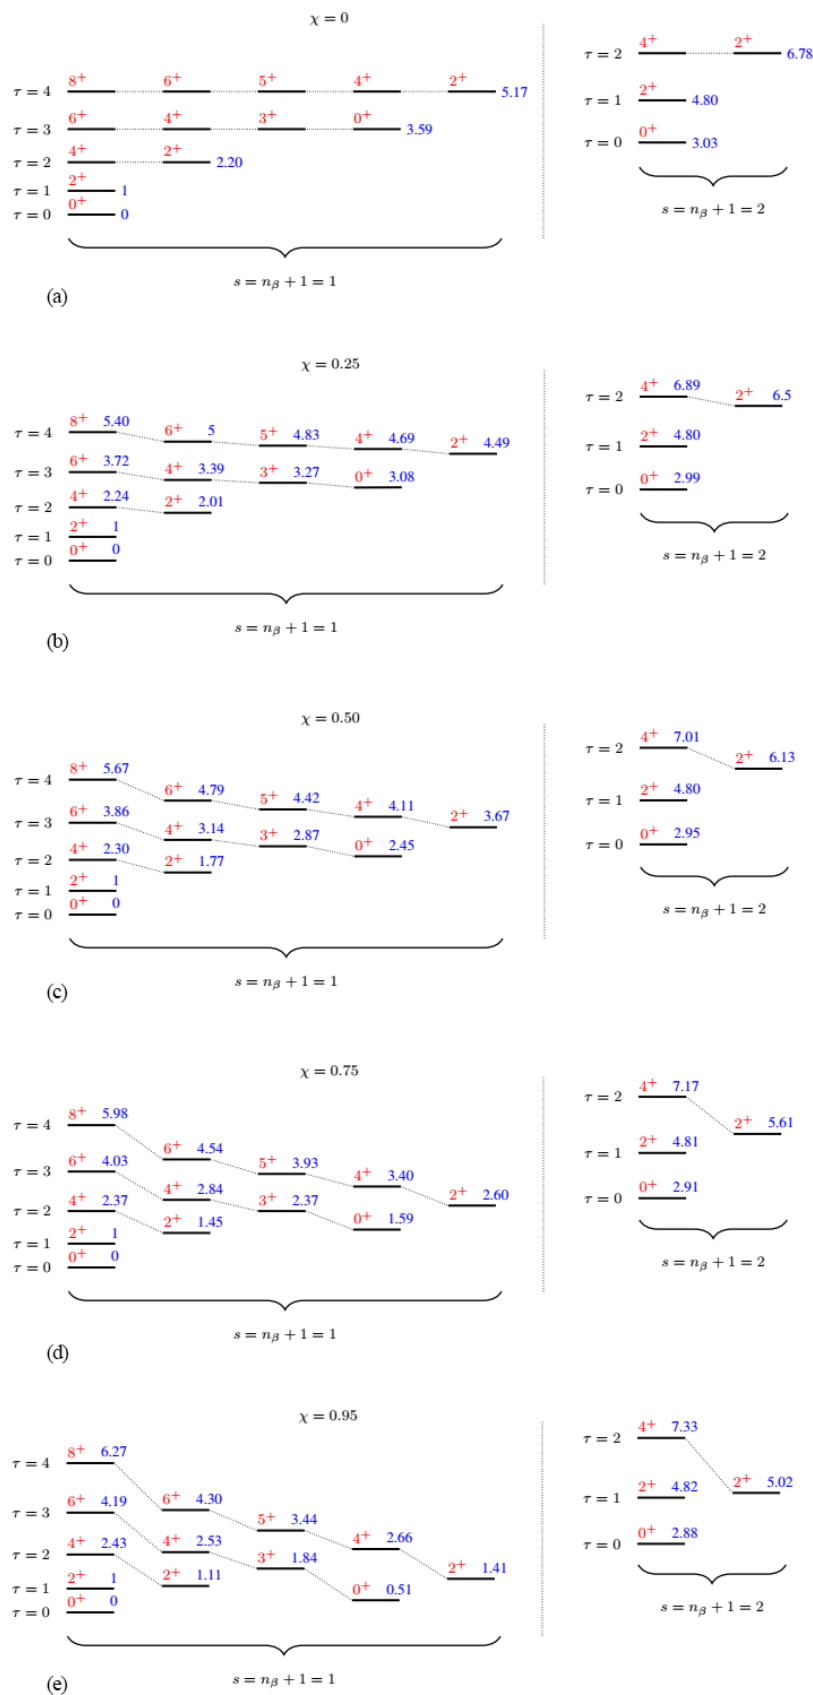 χ = 0
8⁺ 6⁺ 5⁺ 4⁺ 2⁺
τ = 4 5.17
6⁺ 4⁺ 3⁺ 0⁺
τ = 3 3.59
4⁺ 2⁺
τ = 2 2.20
2⁺
τ = 1 1
0⁺
τ = 0 0
s = n_β + 1 = 1
4⁺ 2⁺
τ = 2 6.78
2⁺
τ = 1 4.80
0⁺
τ = 0 3.03
s = n_β + 1 = 2
(a)
χ = 0.25
τ = 4 8⁺ 5.40 6⁺ 5 5⁺ 4.83 4⁺ 4.69 2⁺ 4.49
τ = 3 6⁺ 3.72 4⁺ 3.39 3⁺ 3.27 0⁺ 3.08
τ = 2 4⁺ 2.24 2⁺ 2.01
τ = 1 2⁺ 1
τ = 0 0⁺ 0
s = n_β + 1 = 1
τ = 2 4⁺ 6.89 2⁺ 6.5
τ = 1 2⁺ 4.80
τ = 0 0⁺ 2.99
s = n_β + 1 = 2
(b)
χ = 0.50
τ = 4 8⁺ 5.67 6⁺ 4.79 5⁺ 4.42 4⁺ 4.11 2⁺ 3.67
τ = 3 6⁺ 3.86 4⁺ 3.14 3⁺ 2.87 0⁺ 2.45
τ = 2 4⁺ 2.30 2⁺ 1.77
τ = 1 2⁺ 1
τ = 0 0⁺ 0
s = n_β + 1 = 1
τ = 2 4⁺ 7.01 2⁺ 6.13
τ = 1 2⁺ 4.80
τ = 0 0⁺ 2.95
s = n_β + 1 = 2
(c)
χ = 0.75
τ = 4 8⁺ 5.98 6⁺ 4.54 5⁺ 3.93 4⁺ 3.40 2⁺ 2.60
τ = 3 6⁺ 4.03 4⁺ 2.84 3⁺ 2.37 0⁺ 1.59
τ = 2 4⁺ 2.37 2⁺ 1.45
τ = 1 2⁺ 1
τ = 0 0⁺ 0
s = n_β + 1 = 1
τ = 2 4⁺ 7.17 2⁺ 5.61
τ = 1 2⁺ 4.81
τ = 0 0⁺ 2.91
s = n_β + 1 = 2
(d)
χ = 0.95
τ = 4 8⁺ 6.27 6⁺ 4.30 5⁺ 3.44 4⁺ 2.66 2⁺ 1.41
τ = 3 6⁺ 4.19 4⁺ 2.53 3⁺ 1.84 0⁺ 0.51
τ = 2 4⁺ 2.43 2⁺ 1.11
τ = 1 2⁺ 1
τ = 0 0⁺ 0
s = n_β + 1 = 1
τ = 2 4⁺ 7.33 2⁺ 5.02
τ = 1 2⁺ 4.82
τ = 0 0⁺ 2.88
s = n_β + 1 = 2
(e)